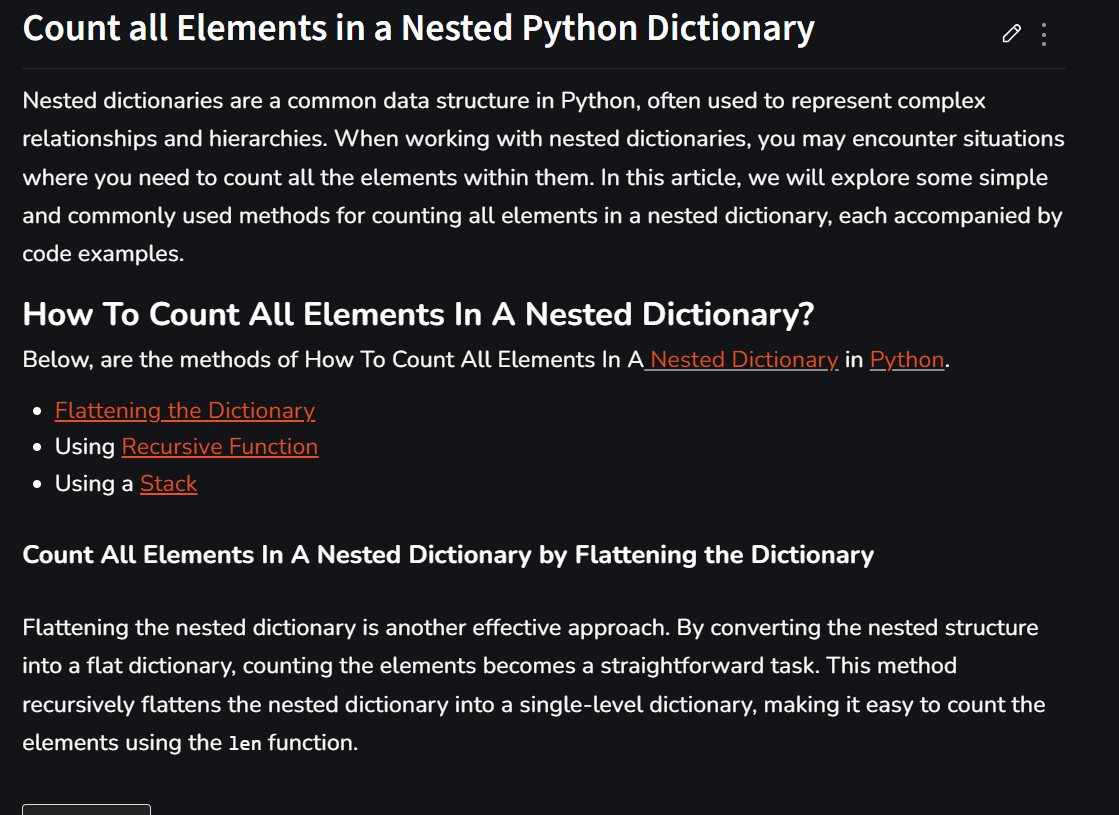 Count all Elements in a Nested Python Dictionary
Nested dictionaries are a common data structure in Python, often used to represent complex
relationships and hierarchies. When working with nested dictionaries, you may encounter situations
where you need to count all the elements within them. In this article, we will explore some simple
and commonly used methods for counting all elements in a nested dictionary, each accompanied by
code examples.
How To Count All Elements In A Nested Dictionary?
Below, are the methods of How To Count All Elements In A Nested Dictionary in Python.
• Flattening the Dictionary
• Using Recursive Function
• Using a Stack
Count All Elements In A Nested Dictionary by Flattening the Dictionary
Flattening the nested dictionary is another effective approach. By converting the nested structure
into a flat dictionary, counting the elements becomes a straightforward task. This method
recursively flattens the nested dictionary into a single-level dictionary, making it easy to count the
elements using the len function.